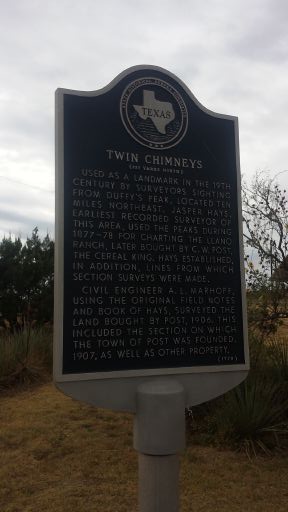 TEXAS
TWIN CHIMNEYS
(225 YARDS NORTH)
USED AS A LANDMARK IN THE 19TH
CENTURY BY SURVEYORS SIGHTING
FROM DUFFY'S PEAK, LOCATED TEN
MILES NORTHEAST. JASPER HAYS,
EARLIEST RECORDED SURVEYOR OF
THIS AREA, USED THE PEAKS DURING
1877-78 FOR CHARTING THE LLANO
RANCH, LATER BOUGHT BY C. W. POST,
THE CEREAL KING. HAYS ESTABLISHED,
IN ADDITION, LINES FROM WHICH
SECTION SURVEYS WERE MADE.
CIVIL ENGINEER A. L. MARHOFF,
USING THE ORIGINAL FIELD NOTES
AND BOOK OF HAYS, SURVEYED THE
LAND BOUGHT BY POST, 1906. THIS
INCLUDED THE SECTION ON WHICH
THE TOWN OF POST WAS FOUNDED,
1907, AS WELL AS OTHER PROPERTY.